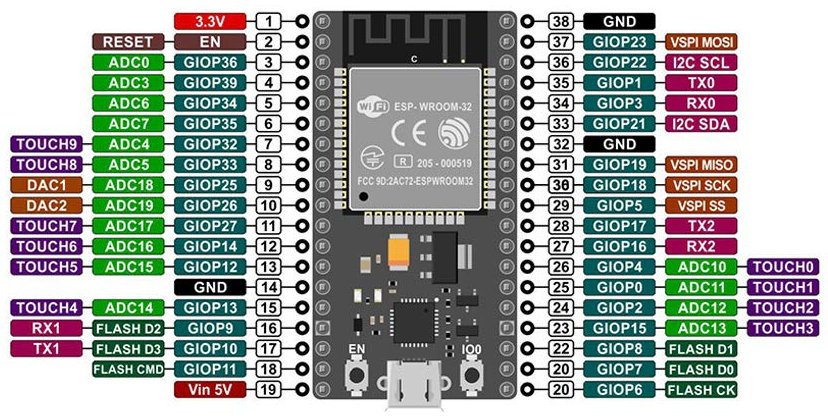 3.3V 1 38 GND
RESET EN 2 37 GIOP23 VSPI MOSI
ADC0 GIOP36 3 36 GIOP22 I2C SCL
ADC3 GIOP39 4 35 GIOP1 TX0
ADC6 GIOP34 5 34 GIOP3 RX0
ADC7 GIOP35 6 33 GIOP21 I2C SDA
TOUCH9 ADC4 GIOP32 7 32 GND
TOUCH8 ADC5 GIOP33 8 31 GIOP19 VSPI MISO
DAC1 ADC18 GIOP25 9 30 GIOP18 VSPI SCK
DAC2 ADC19 GIOP26 10 29 GIOP5 VSPI SS
TOUCH7 ADC17 GIOP27 11 28 GIOP17 TX2
TOUCH6 ADC16 GIOP14 12 27 GIOP16 RX2
TOUCH5 ADC15 GIOP12 13 26 GIOP4 ADC10 TOUCH0
GND 14 25 GIOP0 ADC11 TOUCH1
TOUCH4 ADC14 GIOP13 15 24 GIOP2 ADC12 TOUCH2
RX1 FLASH D2 GIOP9 16 23 GIOP15 ADC13 TOUCH3
TX1 FLASH D3 GIOP10 17 22 GIOP8 FLASH D1
FLASH CMD GIOP11 18 20 GIOP7 FLASH D0
Vin 5V 19 20 GIOP6 FLASH CK
C
WiFi ESP-WROOM-32
CE
R 205-000519
FCC 9D:2AC72-ESPWROOM32
EN IO0